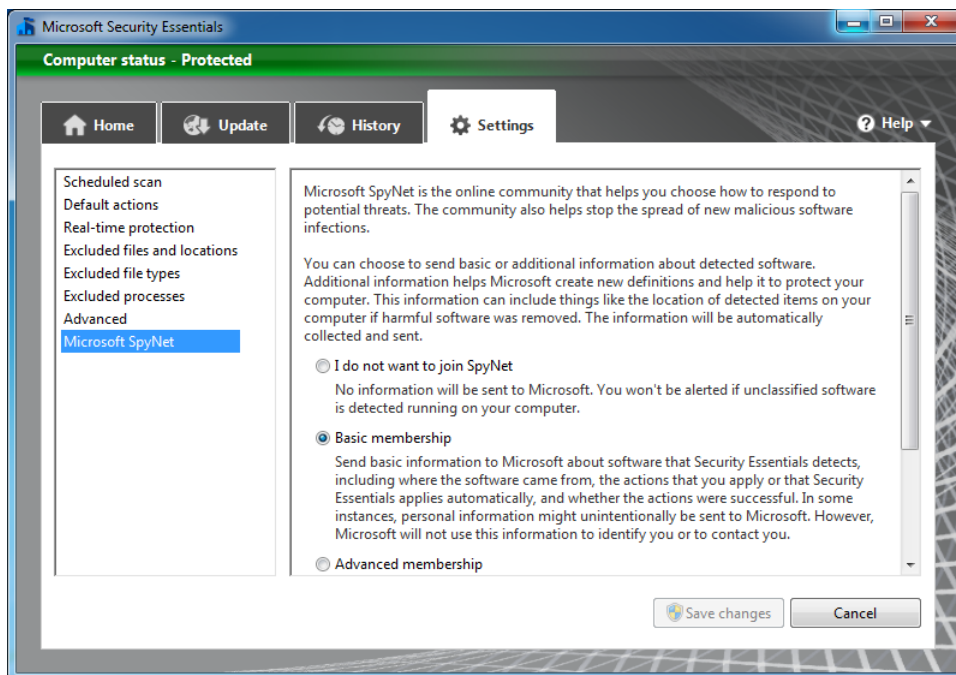 Microsoft Security Essentials
Computer status - Protected
Home
Update
History
Settings
Help
Scheduled scan
Default actions
Real-time protection
Excluded files and locations
Excluded file types
Excluded processes
Advanced
Microsoft SpyNet
Microsoft SpyNet is the online community that helps you choose how to respond to
potential threats. The community also helps stop the spread of new malicious software
infections.
You can choose to send basic or additional information about detected software.
Additional information helps Microsoft create new definitions and help it to protect your
computer. This information can include things like the location of detected items on your
computer if harmful software was removed. The information will be automatically
collected and sent.
I do not want to join SpyNet
No information will be sent to Microsoft. You won't be alerted if unclassified software
is detected running on your computer.
Basic membership
Send basic information to Microsoft about software that Security Essentials detects,
including where the software came from, the actions that you apply or that Security
Essentials applies automatically, and whether the actions were successful. In some
instances, personal information might unintentionally be sent to Microsoft. However,
Microsoft will not use this information to identify you or to contact you.
Advanced membership
Save changes
Cancel